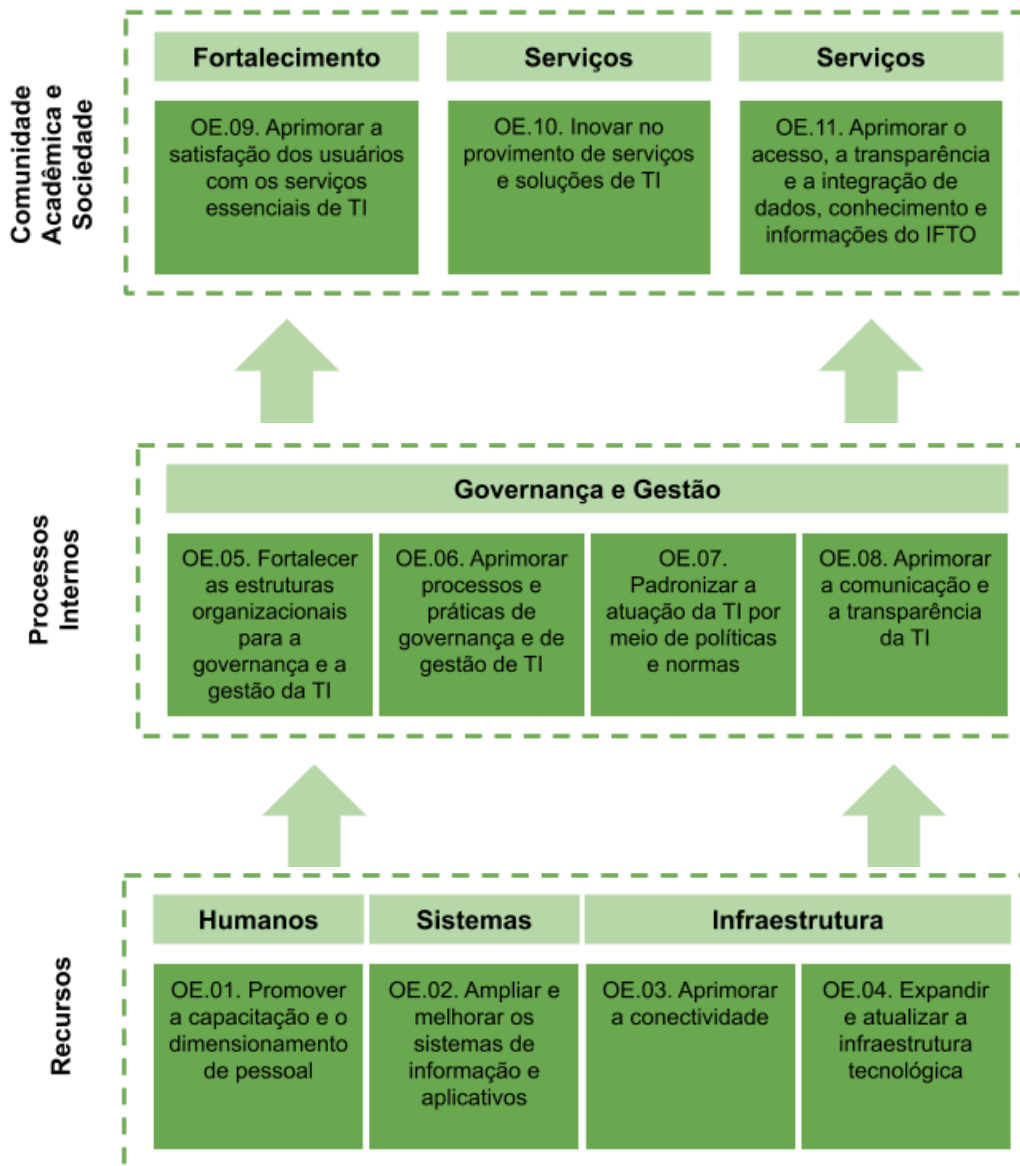 Comunidade
Acadêmica e
Sociedade
Fortalecimento
OE.09. Aprimorar a
satisfação dos usuários
com os serviços
essenciais de TI
Serviços
OE.10. Inovar no
provimento de serviços
e soluções de TI
Serviços
OE.11. Aprimorar o
acesso, a transparência
e a integração de
dados, conhecimento e
informações do IFTO
Processos
Internos
Governança e Gestão
OE.05. Fortalecer
as estruturas
organizacionais
para a
governança e a
gestão da TI
OE.06. Aprimorar
processos e
práticas de
governança e de
gestão de TI
OE.07.
Padronizar a
atuação da TI por
meio de políticas
e normas
OE.08. Aprimorar
a comunicação e
a transparência
da TI
Recursos
Humanos
OE.01. Promover
a capacitação e o
dimensionamento
de pessoal
Sistemas
OE.02. Ampliar e
melhorar os
sistemas de
informação e
aplicativos
Infraestrutura
OE.03. Aprimorar
a conectividade
OE.04. Expandir
e atualizar a
infraestrutura
tecnológica